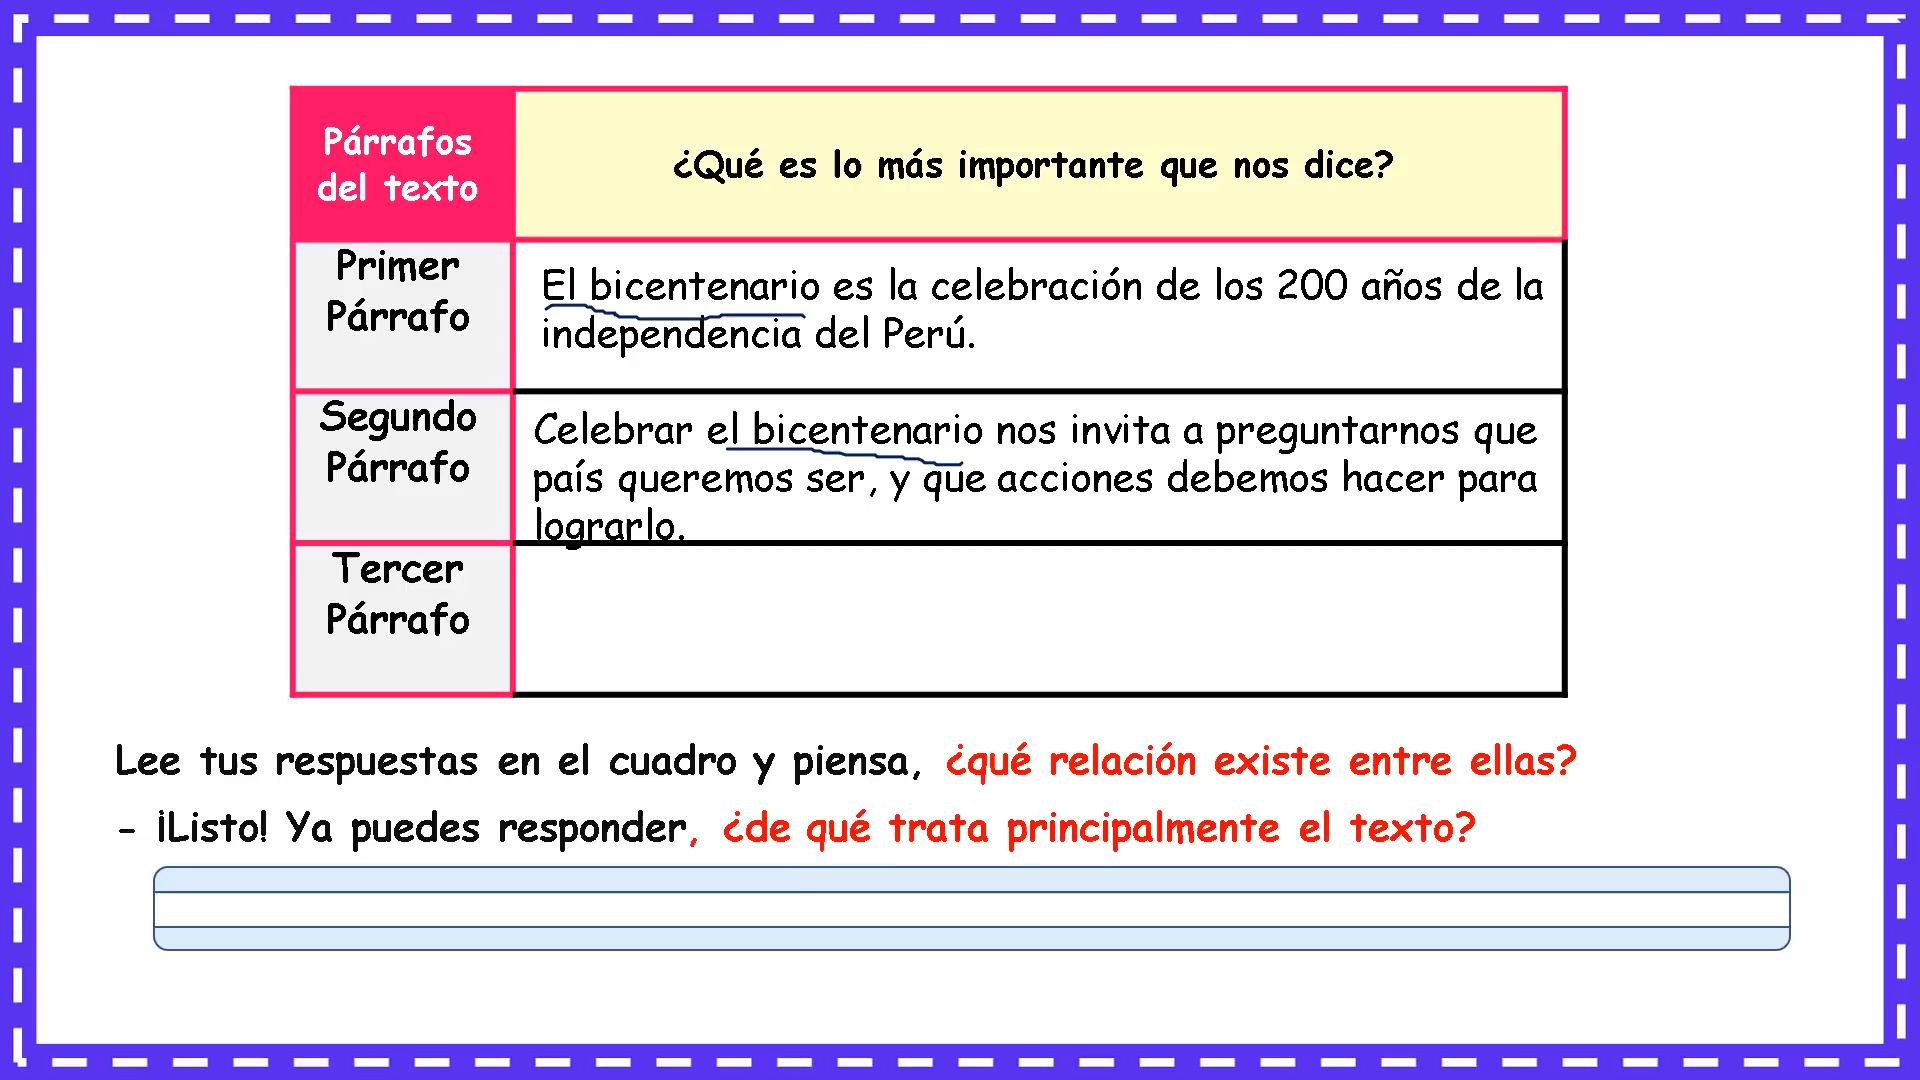 Párrafos
del texto
¿Qué es lo más importante que nos dice?
Primer
Párrafo
El bicentenario es la celebración de los 200 años de la
independencia del Perú.
Segundo
Párrafo
Celebrar el bicentenario nos invita a preguntarnos que
país queremos ser, y que acciones debemos hacer para
lograrlo.
Tercer
Párrafo
Lee tus respuestas en el cuadro y piensa, ¿qué relación existe entre ellas?
- ¡Listo! Ya puedes responder, ¿de qué trata principalmente el texto?